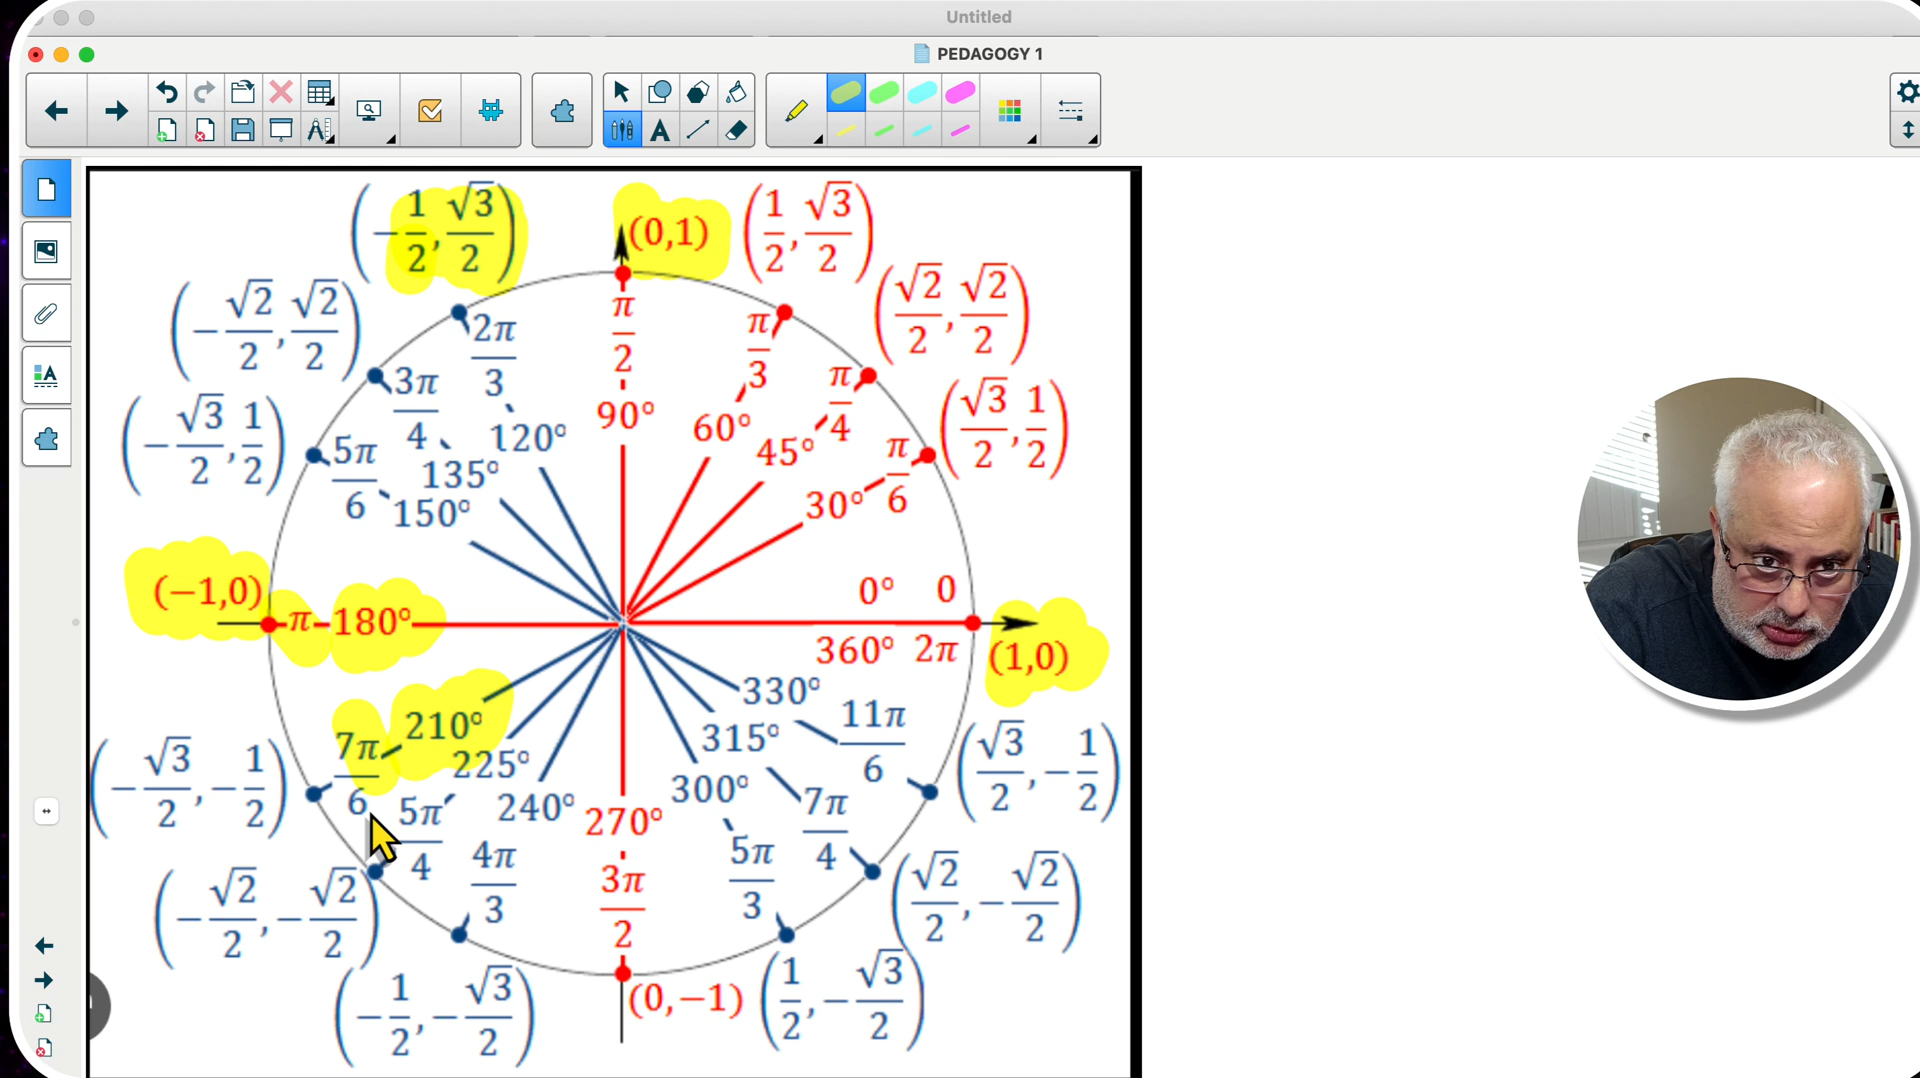 Untitled
PEDAGOGY 1
A
A
(-1/2, √3/2)
(0,1)
(1/2, √3/2)
(-√2/2, √2/2)
(√2/2, √2/2)
(-√3/2, 1/2)
(√3/2, 1/2)
2π/3
π/2
π/3
3π/4
π/4
5π/6
π/6
120°
90°
60°
135°
45°
150°
30°
(−1,0)
π
180°
0°
0
360°
2π
(1,0)
210°
330°
7π/6
11π/6
225°
315°
5π/4
240°
270°
300°
7π/4
4π/3
3π/2
5π/3
(-√3/2, -1/2)
(√3/2, -1/2)
(-√2/2, -√2/2)
(√2/2, -√2/2)
(-1/2, -√3/2)
(0,−1)
(1/2, -√3/2)